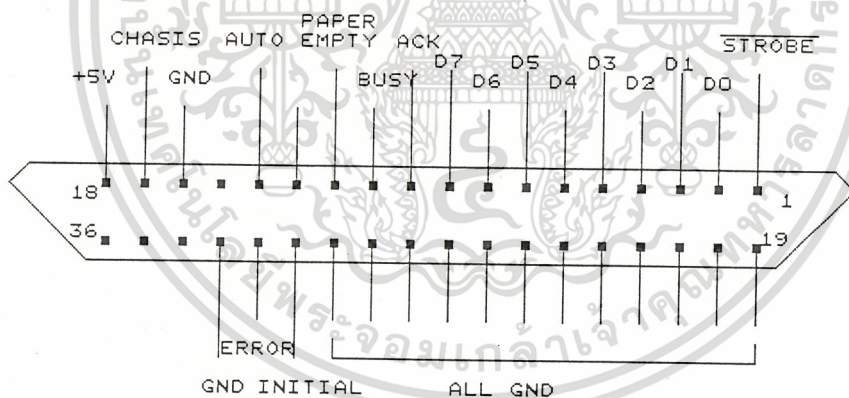 PAPER
CHASIS AUTO EMPTY ACK
STROBE
+5V GND BUSY D7 D6 D5 D4 D3 D2 D1 D0
18 1
36 19
ERROR
GND INITIAL ALL GND